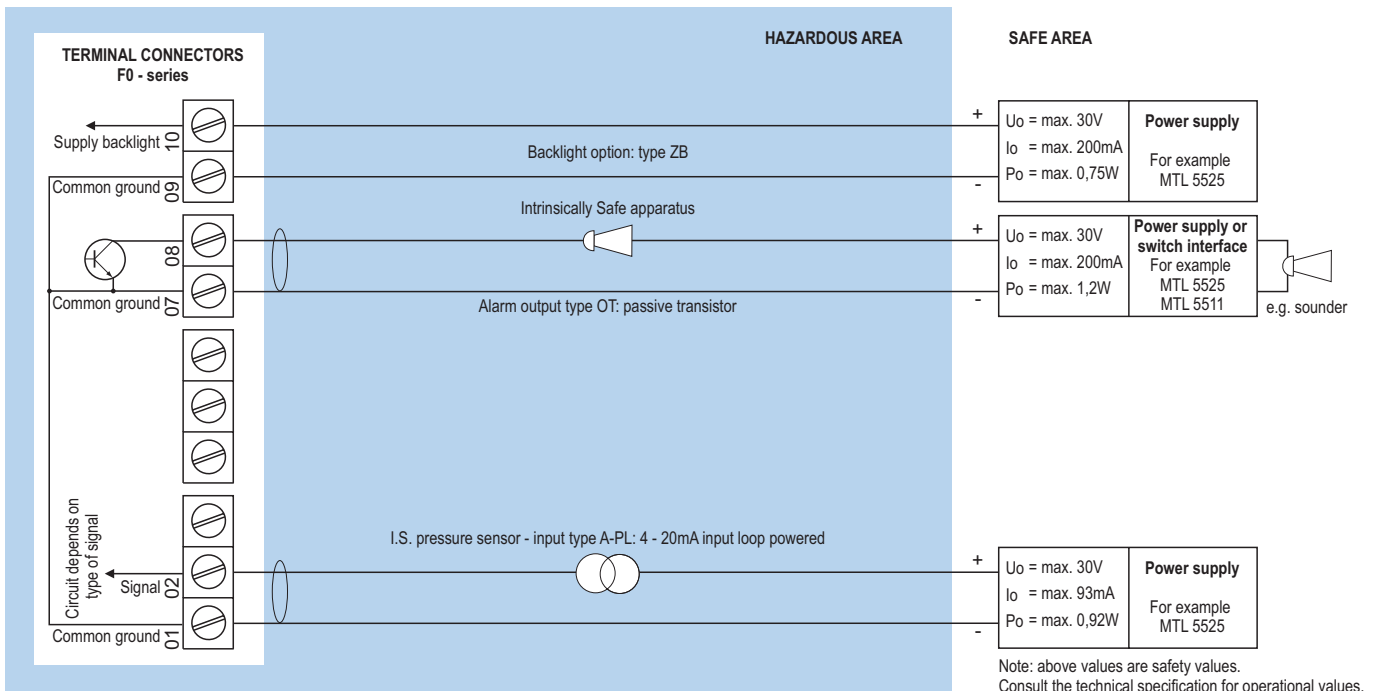 HAZARDOUS AREA
SAFE AREA
TERMINAL CONNECTORS
F0 - series
Supply backlight
10
Common ground
09
Backlight option: type ZB
+
-
Uo = max. 30V
Io = max. 200mA
Po = max. 0,75W
Power supply
For example
MTL 5525
08
Common ground
07
Intrinsically Safe apparatus
Alarm output type OT: passive transistor
+
-
Uo = max. 30V
Io = max. 200mA
Po = max. 1,2W
Power supply or
switch interface
For example
MTL 5525
MTL 5511
e.g. sounder
Circuit depends on
type of signal
Signal
02
Common ground
01
I.S. pressure sensor - input type A-PL: 4 - 20mA input loop powered
+
-
Uo = max. 30V
Io = max. 93mA
Po = max. 0,92W
Power supply
For example
MTL 5525
Note: above values are safety values.
Consult the technical specification for operational values.